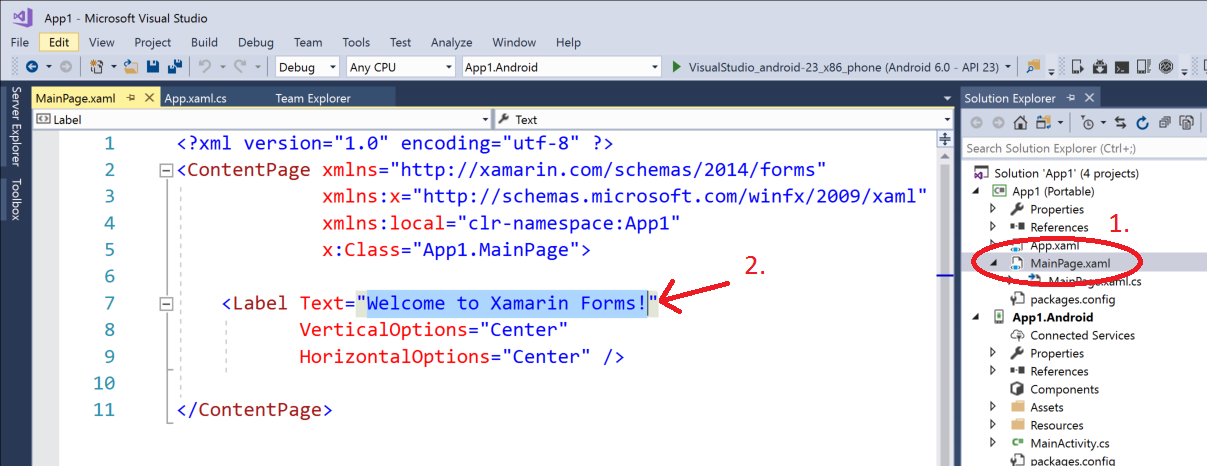 App1 - Microsoft Visual Studio
File Edit View Project Build Debug Team Tools Test Analyze Window Help
Debug Any CPU App1.Android VisualStudio_android-23_x86_phone (Android 6.0 - API 23)
Server Explorer
Toolbox
MainPage.xaml App.xaml.cs Team Explorer
Label Text
1 <?xml version="1.0" encoding="utf-8" ?>
2 <ContentPage xmlns="http://xamarin.com/schemas/2014/forms"
3 xmlns:x="http://schemas.microsoft.com/winfx/2009/xaml"
4 xmlns:local="clr-namespace:App1"
5 x:Class="App1.MainPage">
6
2.
7 <Label Text="Welcome to Xamarin Forms!"
8 VerticalOptions="Center"
9 HorizontalOptions="Center" />
10
11 </ContentPage>
Solution Explorer
Search Solution Explorer (Ctrl+;)
Solution 'App1' (4 projects)
App1 (Portable)
Properties
References
1.
App.xaml
MainPage.xaml
MainPage.xaml.cs
packages.config
App1.Android
Connected Services
Properties
References
Components
Assets
Resources
MainActivity.cs
packages.config